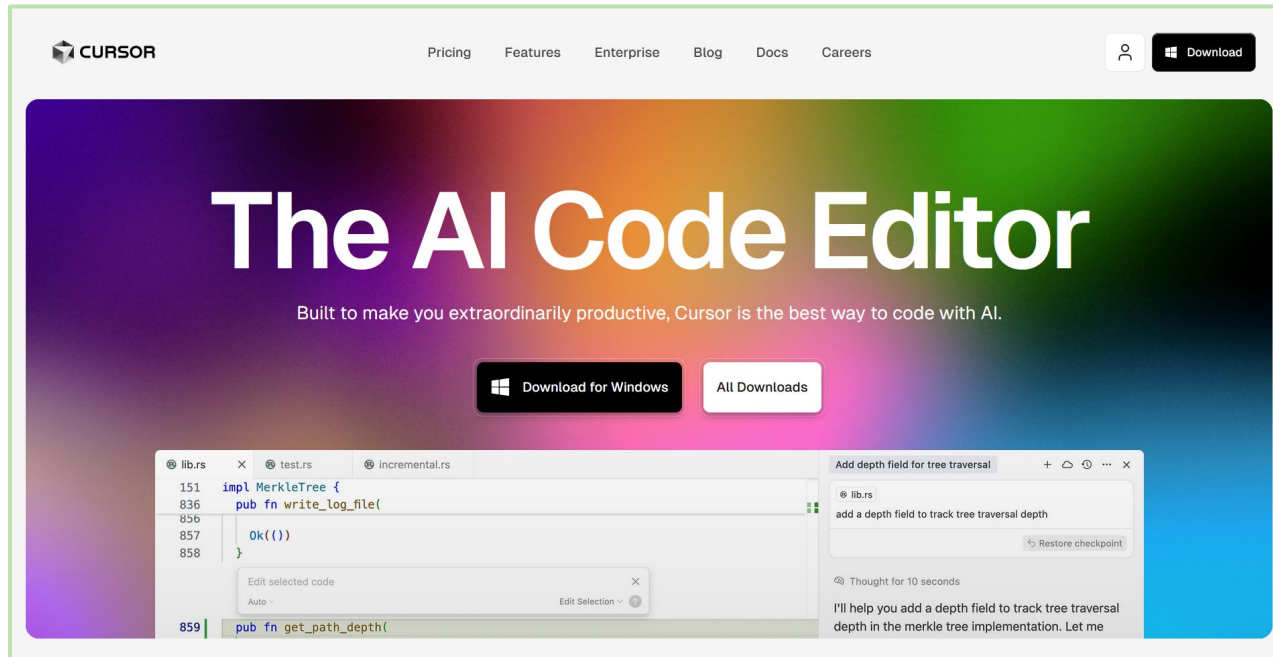 CURSOR
Pricing Features Enterprise Blog Docs Careers
Download
The AI Code Editor
Built to make you extraordinarily productive, Cursor is the best way to code with AI.
Download for Windows
All Downloads
lib.rs test.rs incremental.rs
151 impl MerkleTree {
836 pub fn write_log_file(
856
857 Ok(())
858 }
Edit selected code
Auto Edit Selection
859 pub fn get_path_depth(
Add depth field for tree traversal
lib.rs
add a depth field to track tree traversal depth
Restore checkpoint
Thought for 10 seconds
I'll help you add a depth field to track tree traversal
depth in the merkle tree implementation. Let me